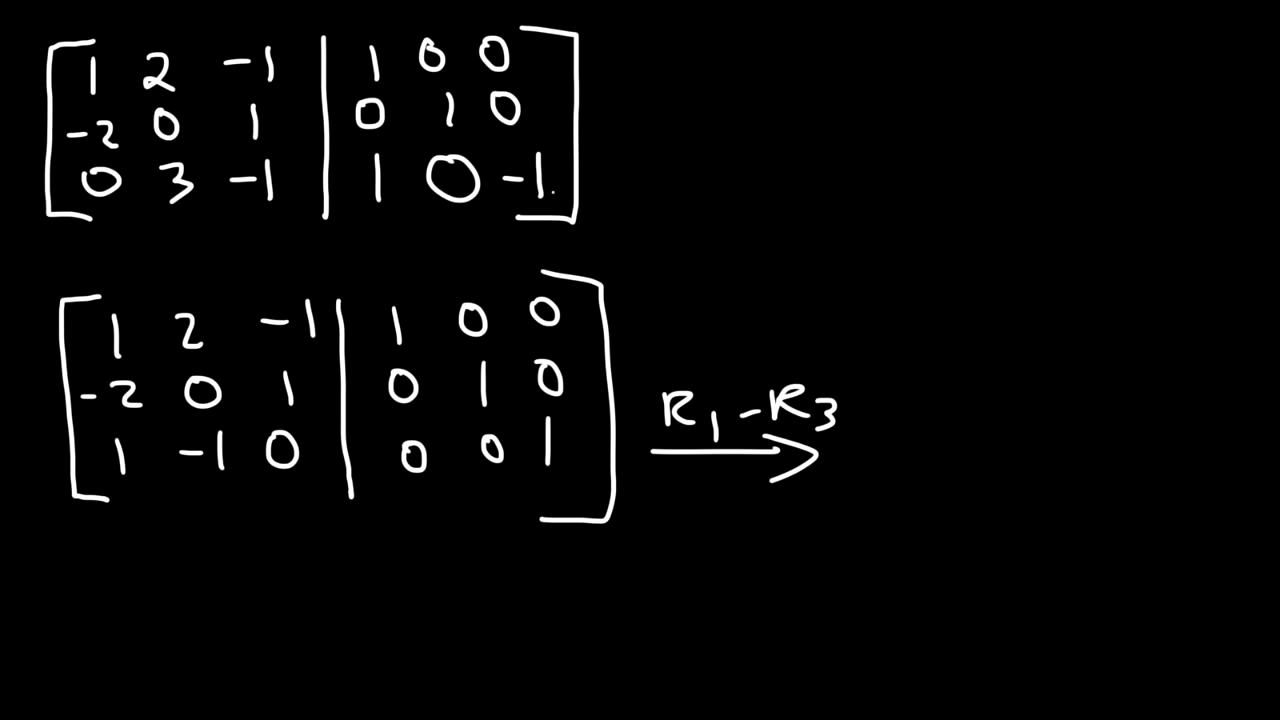 1 2 -1 | 1 0 0
-2 0 1 | 0 1 0
0 3 -1 | 1 0 -1
1 2 -1 | 1 0 0
-2 0 1 | 0 1 0
1 -1 0 | 0 0 1
R₁ - R₃